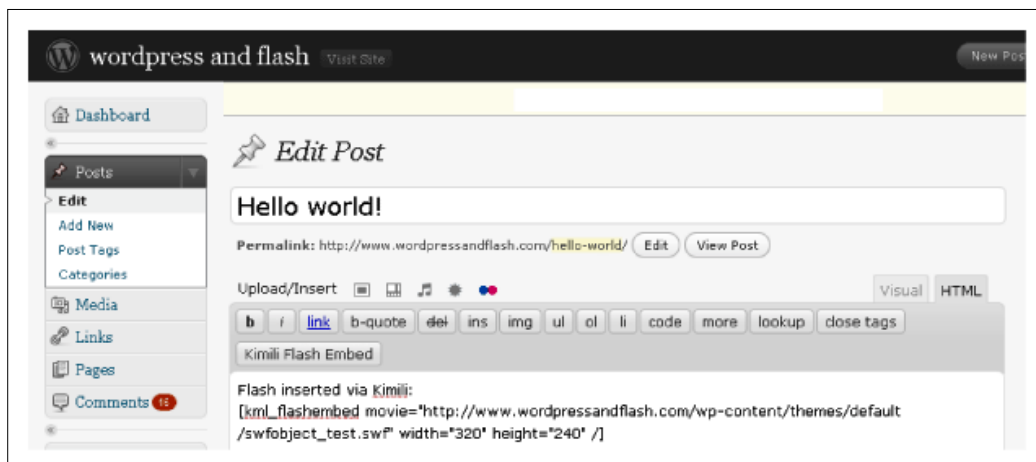 wordpress and flash Visit Site
New Pos
Dashboard
Posts
Edit
Add New
Post Tags
Categories
Media
Links
Pages
Comments 16
Edit Post
Hello world!
Permalink: http://www.wordpressandflash.com/hello-world/ Edit View Post
Upload/Insert
Visual HTML
b i link b-quote del ins img ul ol li code more lookup close tags
Kimili Flash Embed
Flash inserted via Kimili:
[kml_flashembed movie="http://www.wordpressandflash.com/wp-content/themes/default
/swfobject_test.swf" width="320" height="240" /]